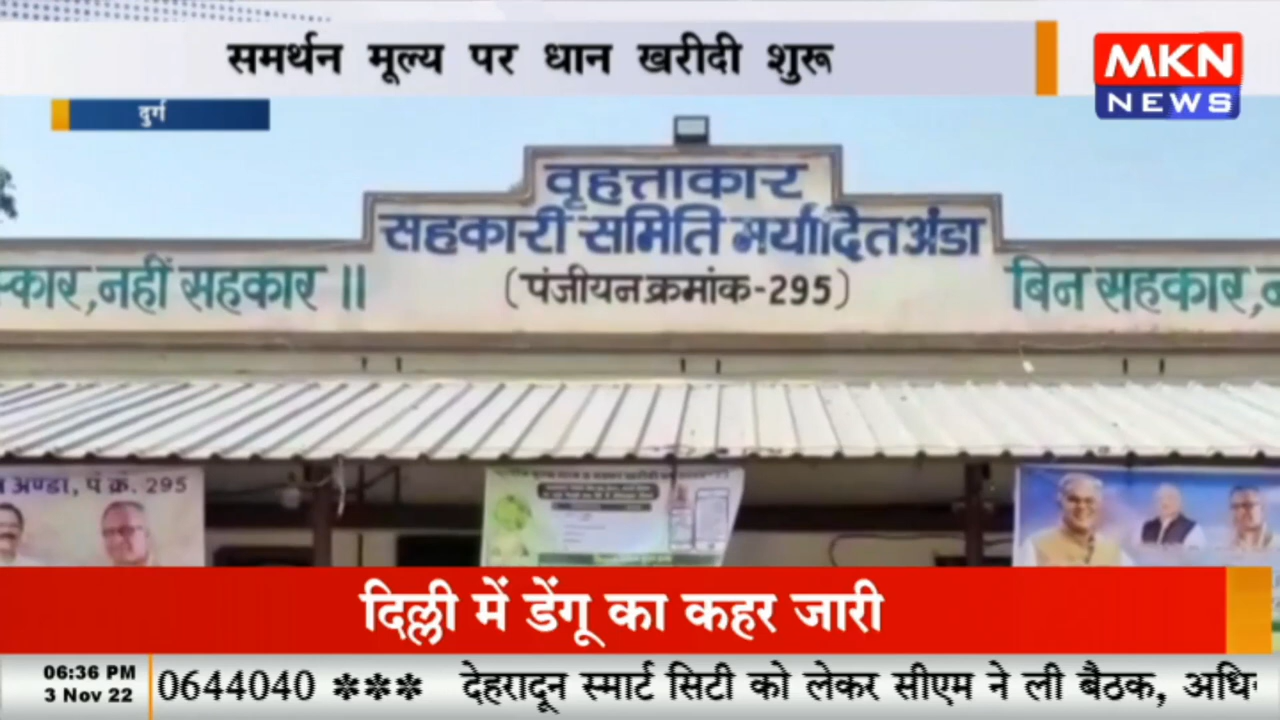 समर्थन मूल्य पर धान खरीदी शुरू
MKN
NEWS
दुर्ग
वृहत्ताकार
सहकारी समिति मर्यादित अंडा
स्कार, नहीं सहकार ||
(पंजीयन क्रमांक-295)
बिन सहकार,
अण्डा, पं क्र. 295
दिल्ली में डेंगू का कहर जारी
06:36 PM
3 Nov 22
0644040 *** देहरादून स्मार्ट सिटी को लेकर सीएम ने ली बैठक, अधि